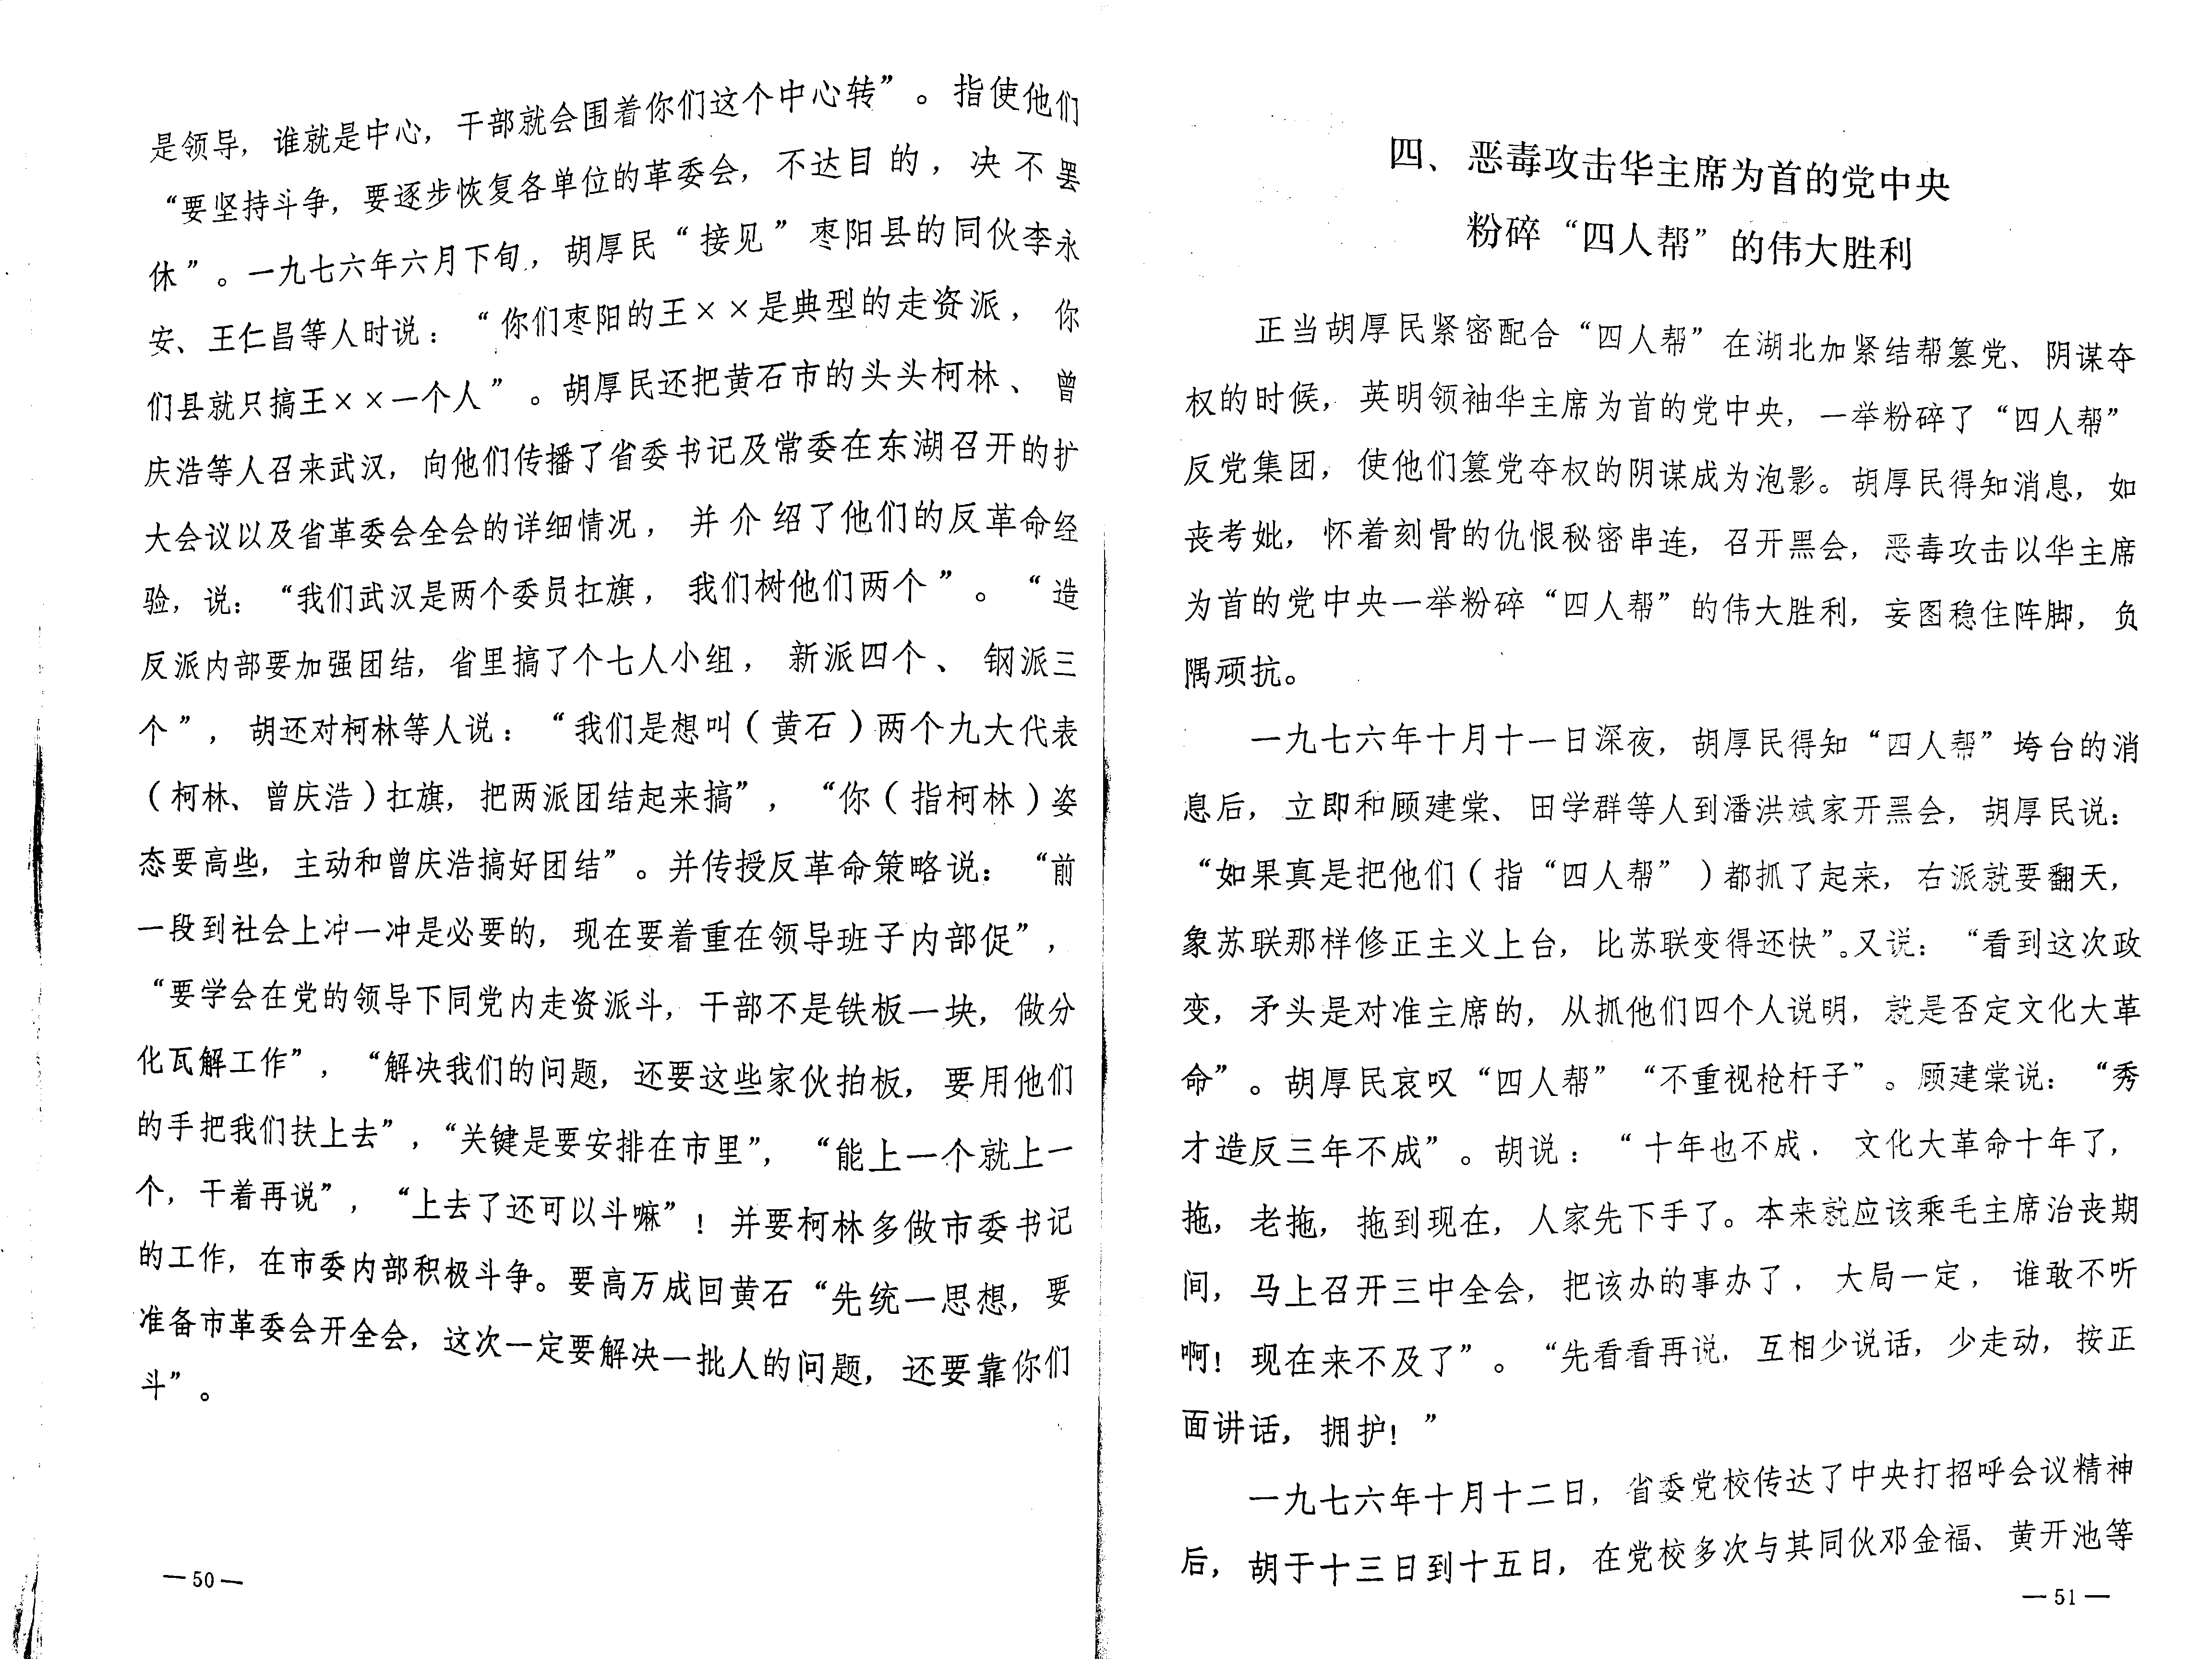 是领导，谁就是中心，干部就会围着你们这个中心转”。指使他们
“要坚持斗争，要逐步恢复各单位的革委会，不达目的，决不罢
休”。一九七六年六月下旬，胡厚民“接见”枣阳县的同伙李永
安、王仁昌等人时说：“你们枣阳的王××是典型的走资派，你
们县就只搞王××一个人”。胡厚民还把黄石市的头头柯林、曾
庆浩等人召来武汉，向他们传播了省委书记及常委在东湖召开的扩
大会议以及省革委会全会的详细情况，并介绍了他们的反革命经
验，说：“我们武汉是两个委员扛旗，我们树他们两个”。“造
反派内部要加强团结，省里搞了个七人小组，新派四个、钢派三
个”，胡还对柯林等人说：“我们是想叫（黄石）两个九大代表
（柯林、曾庆浩）扛旗，把两派团结起来搞”，“你（指柯林）姿
态要高些，主动和曾庆浩搞好团结”。并传授反革命策略说：“前
一段到社会上冲一冲是必要的，现在要着重在领导班子内部促”，
“要学会在党的领导下同党内走资派斗，干部不是铁板一块，做分
化瓦解工作”，“解决我们的问题，还要这些家伙拍板，要用他们
的手把我们扶上去”，“关键是要安排在市里”，“能上一个就上一
个，干着再说”，“上去了还可以斗嘛”！并要柯林多做市委书记
的工作，在市委内部积极斗争。要高万成回黄石“先统一思想，要
准备市革委会开全会，这次一定要解决一批人的问题，还要靠你们
斗”。
—50—
四、恶毒攻击华主席为首的党中央
粉碎“四人帮”的伟大胜利
正当胡厚民紧密配合“四人帮”在湖北加紧结帮篡党、阴谋夺
权的时候，英明领袖华主席为首的党中央，一举粉碎了“四人帮”
反党集团，使他们篡党夺权的阴谋成为泡影。胡厚民得知消息，如
丧考妣，怀着刻骨的仇恨秘密串连，召开黑会，恶毒攻击以华主席
为首的党中央一举粉碎“四人帮”的伟大胜利，妄图稳住阵脚，负
隅顽抗。
一九七六年十月十一日深夜，胡厚民得知“四人帮”垮台的消
息后，立即和顾建棠、田学群等人到潘洪斌家开黑会，胡厚民说：
“如果真是把他们（指“四人帮”）都抓了起来，右派就要翻天，
象苏联那样修正主义上台，比苏联变得还快”。又说：“看到这次政
变，矛头是对准主席的，从抓他们四个人说明，就是否定文化大革
命”。胡厚民哀叹“四人帮”“不重视枪杆子”。顾建棠说：“秀
才造反三年不成”。胡说：“十年也不成．文化大革命十年了，
拖，老拖，拖到现在，人家先下手了。本来就应该乘毛主席治丧期
间，马上召开三中全会，把该办的事办了，大局一定，谁敢不听
啊！现在来不及了”。“先看看再说，互相少说话，少走动，按正
面讲话，拥护！”
一九七六年十月十二日，省委党校传达了中央打招呼会议精神
后，胡于十三日到十五日，在党校多次与其同伙邓金福、黄开池等
—51—